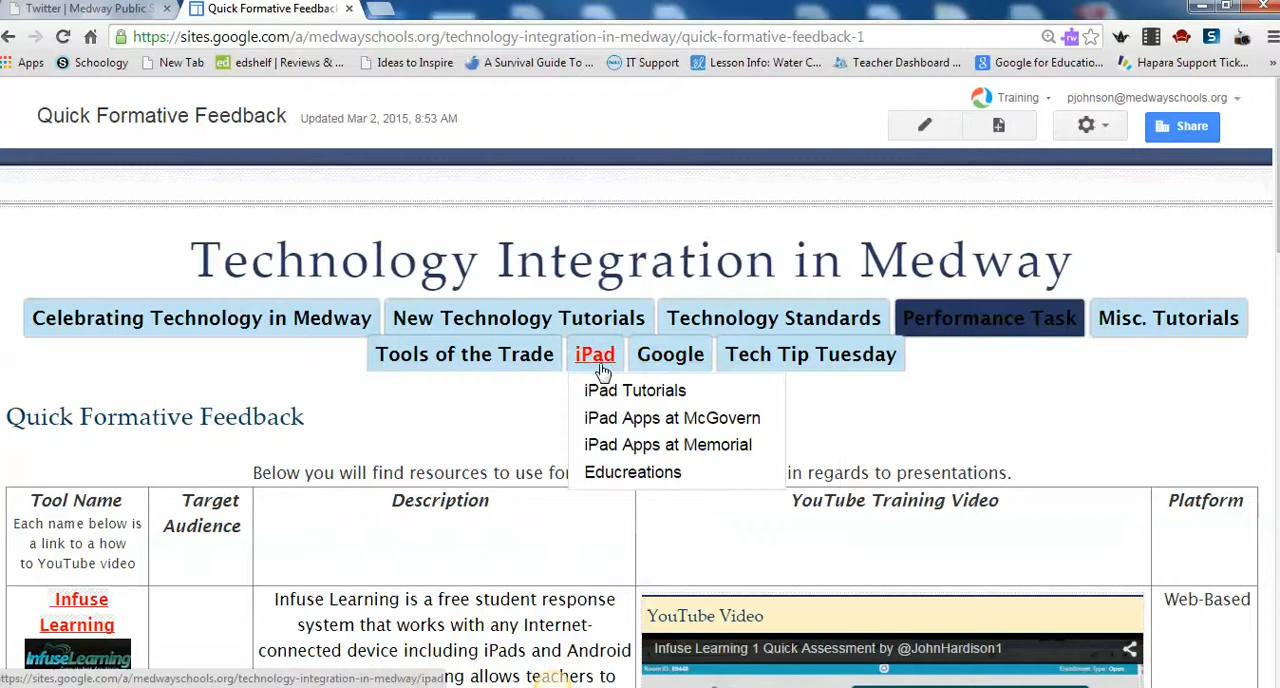 Twitter | Medway Public S
Quick Formative Feedback
https://sites.google.com/a/medwayschools.org/technology-integration-in-medway/quick-formative-feedback-1
Apps Schoology New Tab edshelf | Reviews & ... Ideas to Inspire A Survival Guide To ... IT Support Lesson Info: Water C... Teacher Dashboard ... Google for Educatio... Hapara Support Tick... »
Training pjohnson@medwayschools.org
Quick Formative Feedback Updated Mar 2, 2015, 8:53 AM
Share
Technology Integration in Medway
Celebrating Technology in Medway New Technology Tutorials Technology Standards Performance Task Misc. Tutorials
Tools of the Trade iPad Google Tech Tip Tuesday
iPad Tutorials
iPad Apps at McGovern
iPad Apps at Memorial
Educreations
Quick Formative Feedback
Below you will find resources to use fo in regards to presentations.
Tool Name
Each name below is
a link to a how
to YouTube video
Target
Audience
Description
YouTube Training Video
Platform
Infuse
Learning
InfuseLearning
Infuse Learning is a free student response
system that works with any Internet-
connected device including iPads and Android
ing allows teachers to
YouTube Video
Infuse Learning 1 Quick Assessment by @JohnHardison1
Web-Based
https://sites.google.com/a/medwayschools.org/technology-integration-in-medway/ipad